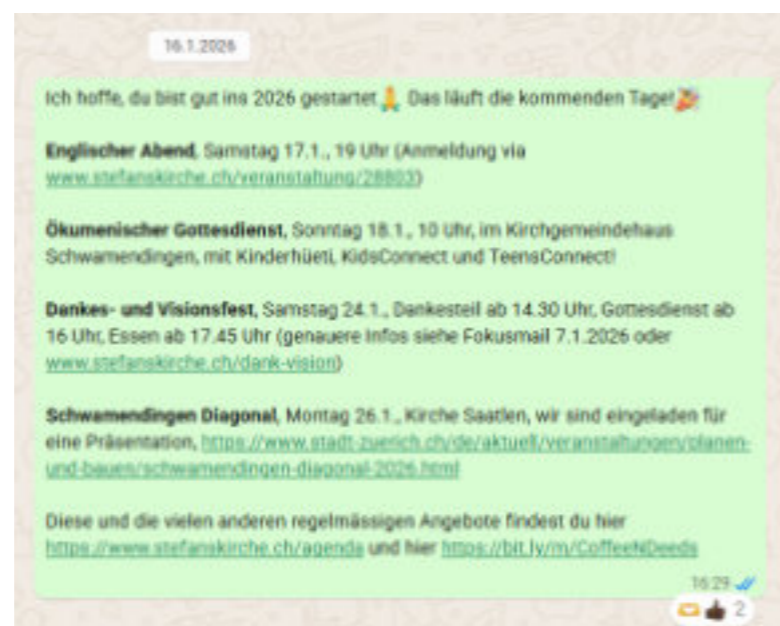 16.1.2026
Ich hoffe, du bist gut ins 2026 gestartet🙏 Das läuft die kommenden Tage!🎉
Englischer Abend, Samstag 17.1., 19 Uhr (Anmeldung via
www.stefanskirche.ch/veranstaltung/28803)
Ökumenischer Gottesdienst, Sonntag 18.1., 10 Uhr, im Kirchgemeindehaus
Schwamendingen, mit Kinderhüeti, KidsConnect und TeensConnect!
Dankes- und Visionsfest, Samstag 24.1., Dankesteil ab 14.30 Uhr, Gottesdienst ab
16 Uhr, Essen ab 17.45 Uhr (genauere Infos siehe Fokusmail 7.1.2026 oder
www.stefanskirche.ch/dank-vision)
Schwamendingen Diagonal, Montag 26.1., Kirche Saatlen, wir sind eingeladen für
eine Präsentation, https://www.stadt-zuerich.ch/de/aktuell/veranstaltungen/planen-
und-bauen/schwamendingen-diagonal-2026.html
Diese und die vielen anderen regelmässigen Angebote findest du hier
https://www.stefanskirche.ch/agenda und hier https://bit.ly/m/CoffeeNDeeds
16:29
2